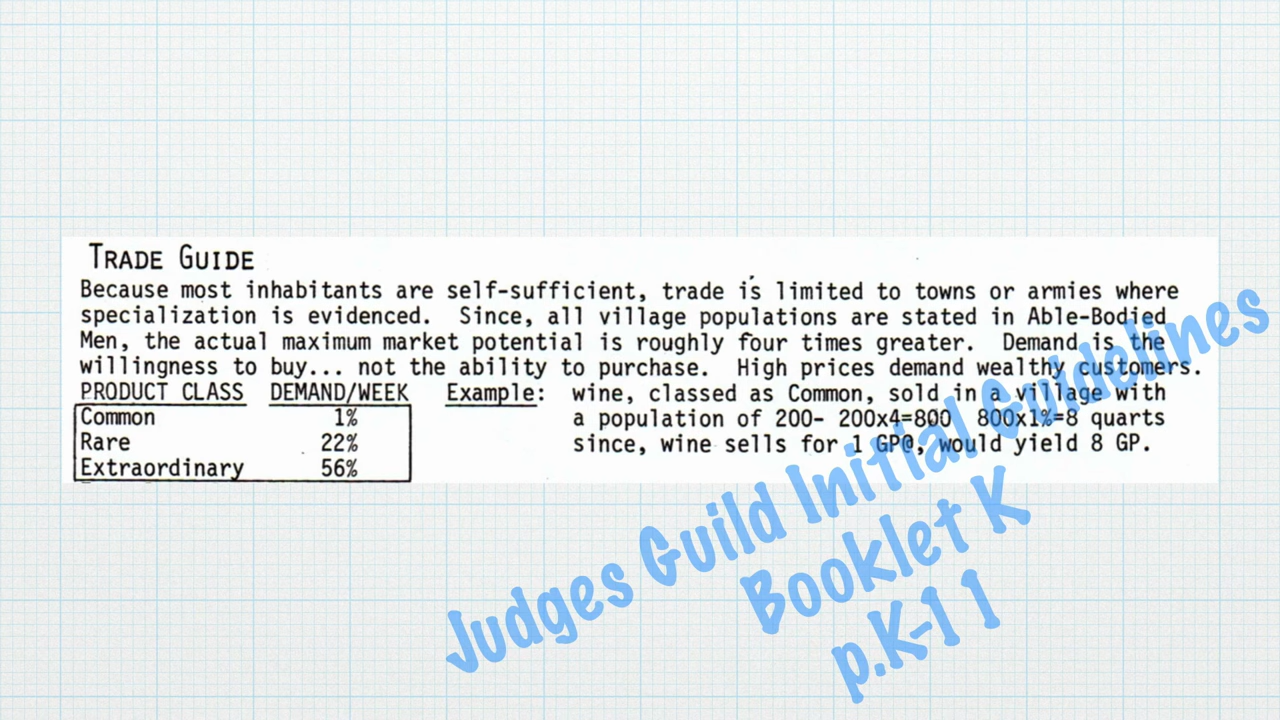 TRADE GUIDE
Because most inhabitants are self-sufficient, trade is limited to towns or armies where
specialization is evidenced. Since, all village populations are stated in Able-Bodied
Men, the actual maximum market potential is roughly four times greater. Demand is the
willingness to buy... not the ability to purchase. High prices demand wealthy customers.
PRODUCT CLASS DEMAND/WEEK Example: wine, classed as Common, sold in a village with
Common 1% a population of 200- 200x4=800 800x1%=8 quarts
Rare 22% since, wine sells for 1 GP@, would yield 8 GP.
Extraordinary 56%
Judges Guild Initial Guidelines
Booklet K
p.K-11